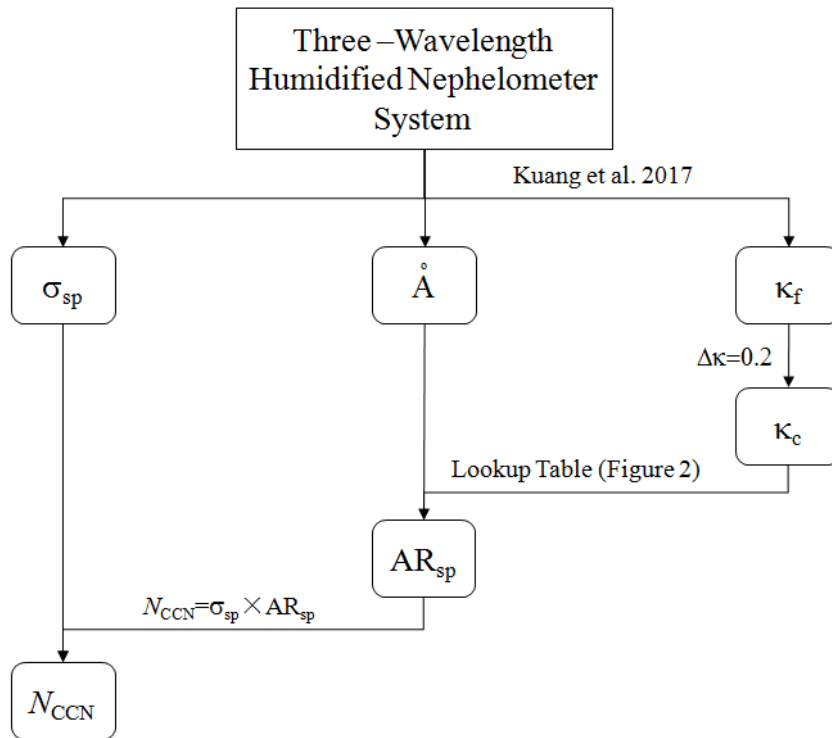 Three –Wavelength
Humidified Nephelometer
System
Kuang et al. 2017
σsp
Å
κf
Δκ=0.2
κc
Lookup Table (Figure 2)
ARsp
NCCN=σsp×ARsp
NCCN